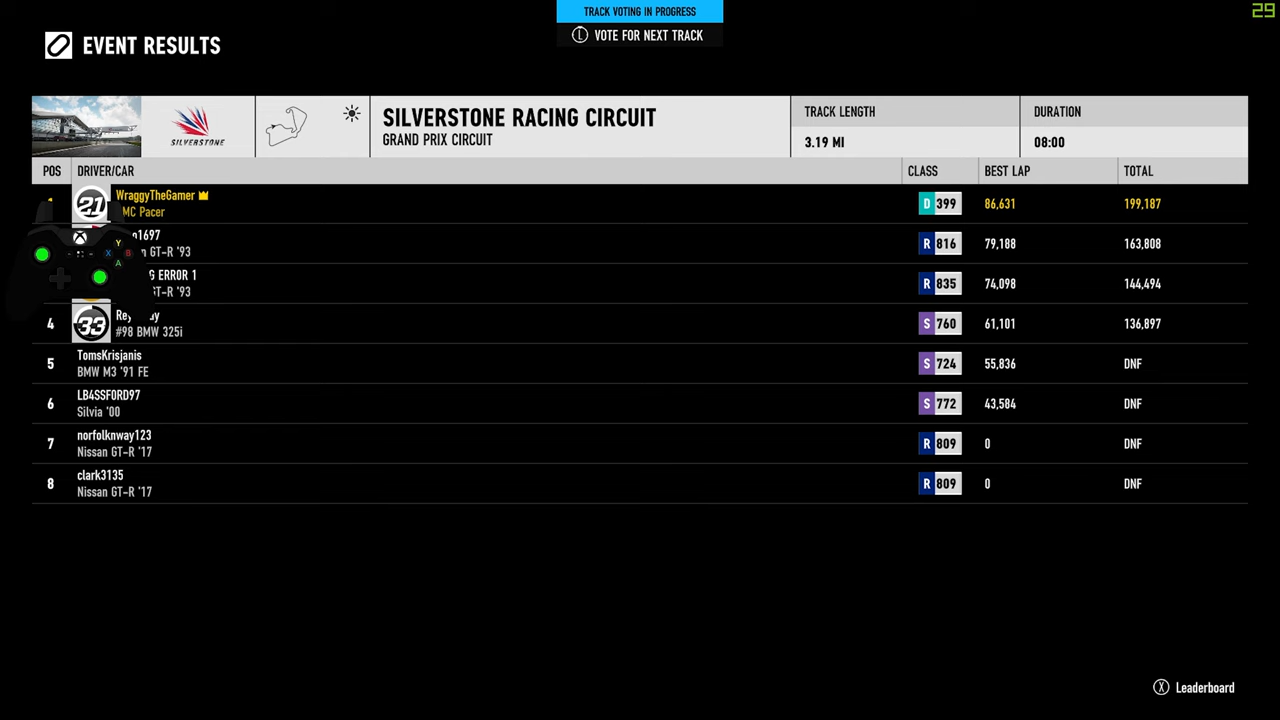 29
TRACK VOTING IN PROGRESS
Ⓛ VOTE FOR NEXT TRACK
EVENT RESULTS
SILVERSTONE
SILVERSTONE RACING CIRCUIT
GRAND PRIX CIRCUIT
TRACK LENGTH
3.19 MI
DURATION
08:00
POS DRIVER/CAR CLASS BEST LAP TOTAL
21 WraggyTheGamer D 399 86,631 199,187
MC Pacer
1697 R 816 79,188 163,808
GT-R '93
G ERROR 1 R 835 74,098 144,494
GT-R '93
4 33 S 760 61,101 136,897
#98 BMW 325i
5 TomsKrisjanis S 724 55,836 DNF
BMW M3 '91 FE
6 LB4SSF0RD97 S 772 43,584 DNF
Silvia '00
7 norfolknway123 R 809 0 DNF
Nissan GT-R '17
8 clark3135 R 809 0 DNF
Nissan GT-R '17
Y
X B
A
Ⓧ Leaderboard